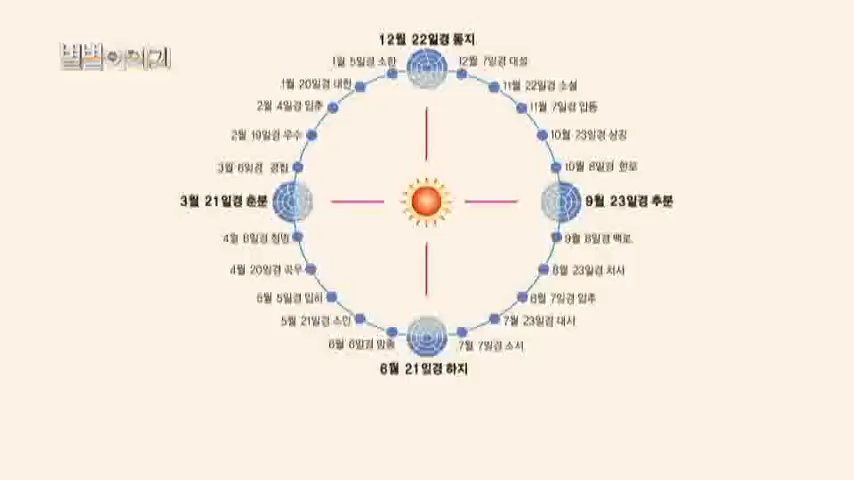 별별이야기
12월 22일경 동지
1월 5일경 소한
12월 7일경 대설
1월 20일경 대한
11월 22일경 소설
2월 4일경 입춘
11월 7일경 입동
2월 19일경 우수
10월 23일경 상강
3월 6일경 경칩
10월 8일경 한로
3월 21일경 춘분
9월 23일경 추분
4월 6일경 청명
9월 8일경 백로
4월 20일경 곡우
8월 23일경 처서
5월 5일경 입하
8월 7일경 입추
5월 21일경 소만
7월 23일경 대서
6월 6일경 망종
7월 7일경 소서
6월 21일경 하지